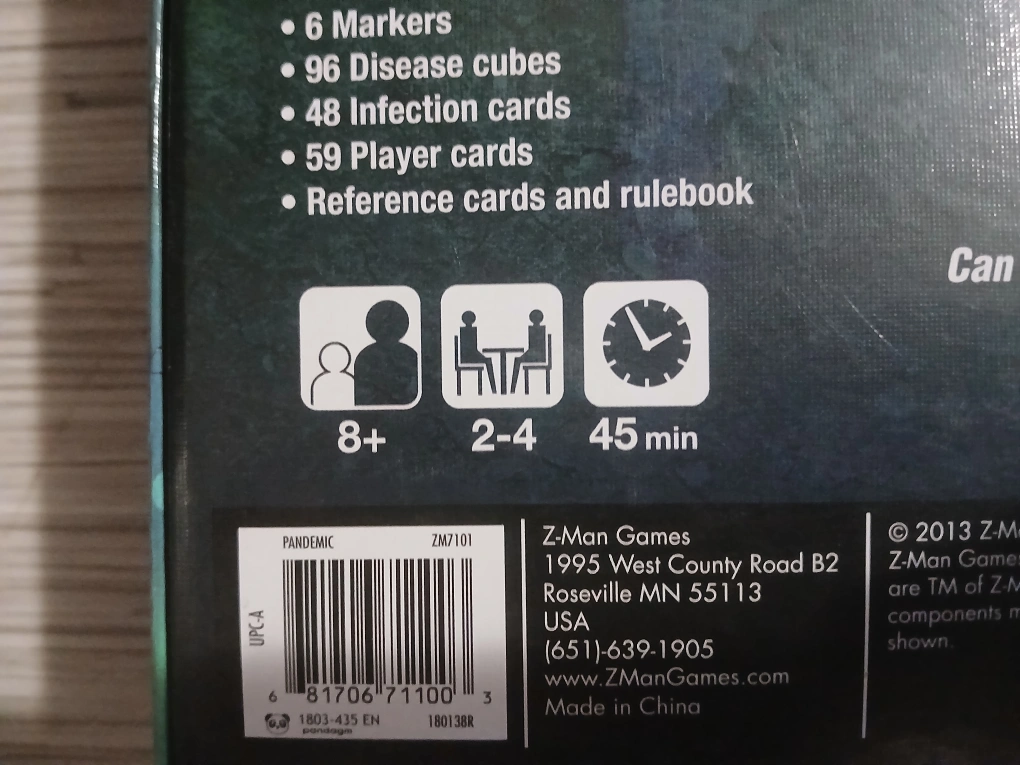 • 6 Markers
• 96 Disease cubes
• 48 Infection cards
• 59 Player cards
• Reference cards and rulebook
Can
8+
2-4
45 min
PANDEMIC ZM7101
UPC-A
6 81706 71100 3
1803-435 EN 180138R
pandagm
Z-Man Games
1995 West County Road B2
Roseville MN 55113
USA
(651)-639-1905
www.ZManGames.com
Made in China
© 2013 Z-M
Z-Man Game
are TM of Z-M
components m
shown.